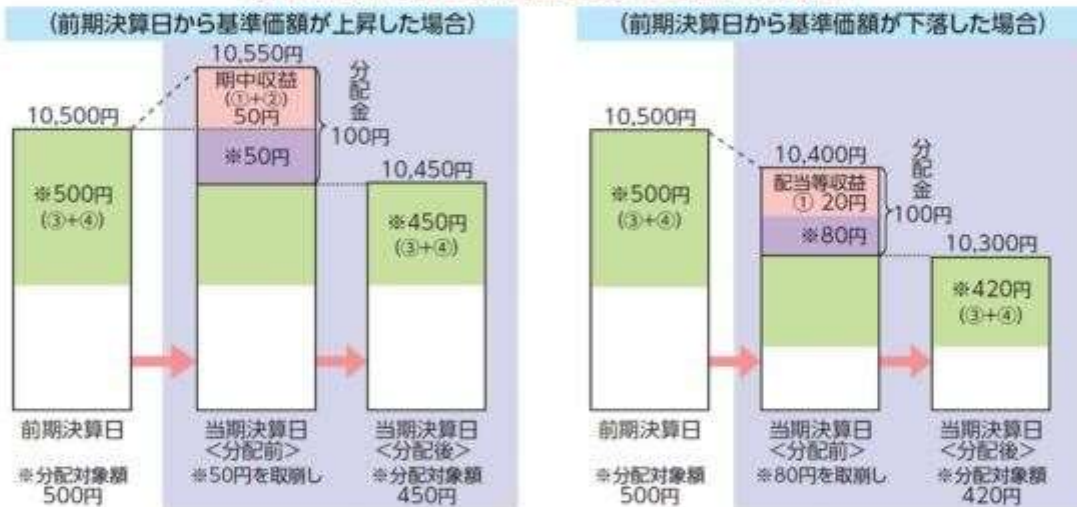 (前期決算日から基準価額が上昇した場合)
10,550円
10,500円
期中収益
(①+②)
50円
分配金
100円
※50円
10,450円
※500円
(③+④)
※450円
(③+④)
前期決算日
当期決算日
<分配前>
当期決算日
<分配後>
※分配対象額
500円
※50円を取崩し
※分配対象額
450円
(前期決算日から基準価額が下落した場合)
10,500円
10,400円
配当等収益
① 20円
分配金
100円
※80円
10,300円
※500円
(③+④)
※420円
(③+④)
前期決算日
当期決算日
<分配前>
当期決算日
<分配後>
※分配対象額
500円
※80円を取崩し
※分配対象額
420円